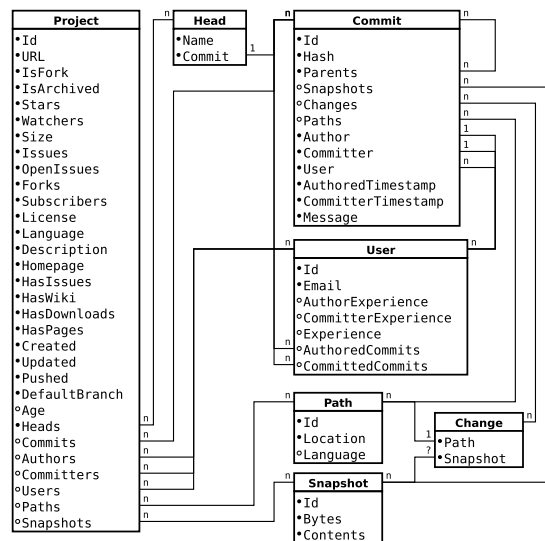 Project
•Id
•URL
•IsFork
•IsArchived
•Stars
•Watchers
•Size
•Issues
•OpenIssues
•Forks
•Subscribers
•License
•Language
•Description
•Homepage
•HasIssues
•HasWiki
•HasDownloads
•HasPages
•Created
•Updated
•Pushed
•DefaultBranch
◦Age
•Heads n
◦Commits n
◦Authors n
◦Committers n
◦Users n
◦Paths n
◦Snapshots n
n Head
•Name
•Commit 1
n Commit n
•Id
•Hash
•Parents n
◦Snapshots n
◦Changes n
◦Paths n
•Author 1
•Committer 1
•User n
•AuthoredTimestamp
•CommitterTimestamp
•Message
n User n
•Id
•Email
◦AuthorExperience
◦CommitterExperience
◦Experience
n ◦AuthoredCommits
n ◦CommittedCommits
n Path n
•Id
•Location
◦Language
Change n
1 •Path
? •Snapshot
n Snapshot n
•Id
•Bytes
•Contents